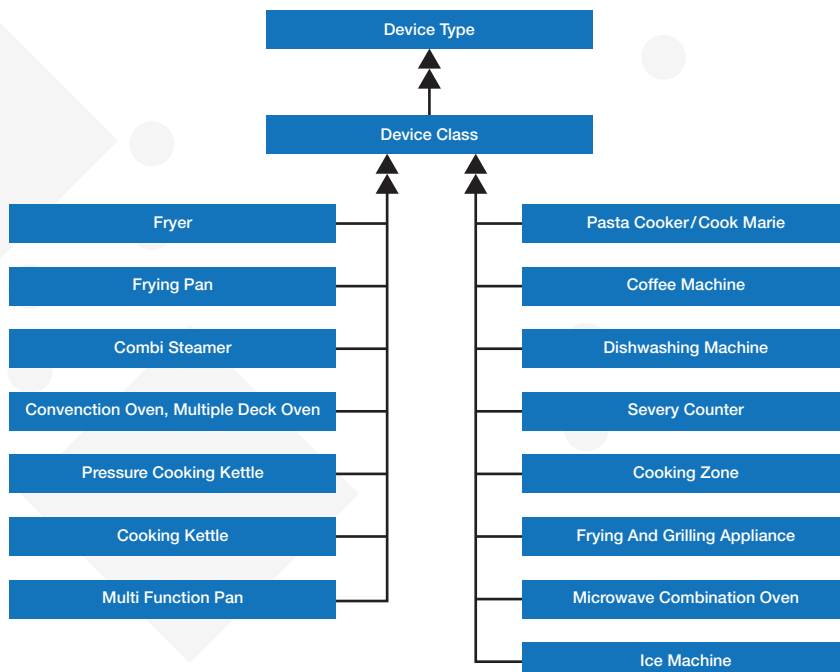 Device Type
Device Class
Fryer
Frying Pan
Combi Steamer
Convenction Oven, Multiple Deck Oven
Pressure Cooking Kettle
Cooking Kettle
Multi Function Pan
Pasta Cooker/Cook Marie
Coffee Machine
Dishwashing Machine
Severy Counter
Cooking Zone
Frying And Grilling Appliance
Microwave Combination Oven
Ice Machine